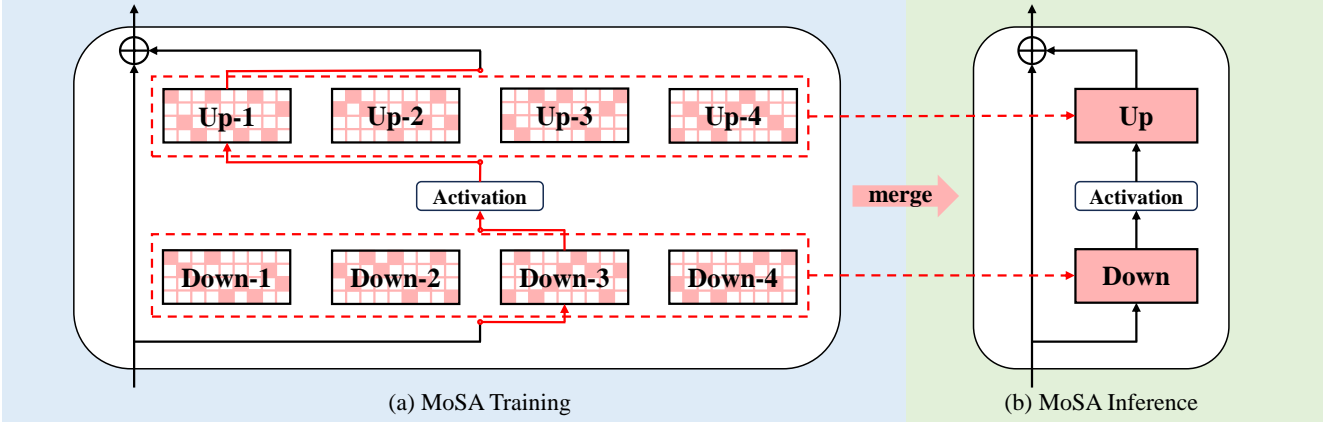 Up-1
Up-2
Up-3
Up-4
Up
Activation
merge
Activation
Down-1
Down-2
Down-3
Down-4
Down
(a) MoSA Training
(b) MoSA Inference